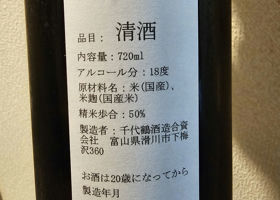 品目： 清酒
内容量：720ml
アルコール分：18度
原材料名：米(国産)、
米麹(国産米)
精米歩合：50%
製造者：千代鶴酒造合資
会社　富山県滑川市下梅
沢360
お酒は20歳になってから
製造年月